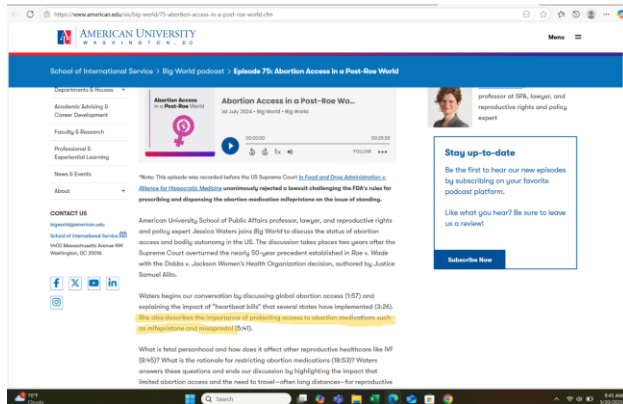 https://www.american.edu/sis/big-world/75-abortion-access-in-a-post-roe-world.cfm
AMERICAN UNIVERSITY
WASHINGTON, DC
Menu
School of International Service > Big World podcast > Episode 75: Abortion Access in a Post-Roe World
Departments & Houses +
Academic Advising &
Career Development
Faculty & Research
Professional &
Experiential Learning
News & Events
About +
CONTACT US
bigworld@american.edu
School of International Service
4400 Massachusetts Avenue NW
Washington, DC 20016
Abortion Access
in a Post-Roe World
Abortion Access in a Post-Roe Wo...
1st July 2024 • Big World • Big World
00:00:00
00:25:28
1x
FOLLOW
*Note: This episode was recorded before the US Supreme Court in Food and Drug Administration v.
Alliance for Hippocratic Medicine unanimously rejected a lawsuit challenging the FDA's rules for
prescribing and dispensing the abortion medication mifepristone on the issue of standing.
American University School of Public Affairs professor, lawyer, and reproductive rights
and policy expert Jessica Waters joins Big World to discuss the status of abortion
access and bodily autonomy in the US. The discussion takes places two years after the
Supreme Court overturned the nearly 50-year precedent established in Roe v. Wade
with the Dobbs v. Jackson Women's Health Organization decision, authored by Justice
Samuel Alito.
Waters begins our conversation by discussing global abortion access (1:57) and
explaining the impact of "heartbeat bills" that several states have implemented (3:26).
She also describes the importance of protecting access to abortion medications such
as mifepristone and misoprostol (5:41).
What is fetal personhood and how does it affect other reproductive healthcare like IVF
(8:45)? What is the rationale for restricting abortion medications (18:53)? Waters
answers these questions and ends our discussion by highlighting the impact that
limited abortion access and the need to travel—often long distances—for reproductive
professor at SPA, lawyer, and
reproductive rights and policy
expert
Stay up-to-date
Be the first to hear our new episodes
by subscribing on your favorite
podcast platform.
Like what you hear? Be sure to leave
us a review!
Subscribe Now
Cloudy
Search
9:45 AM